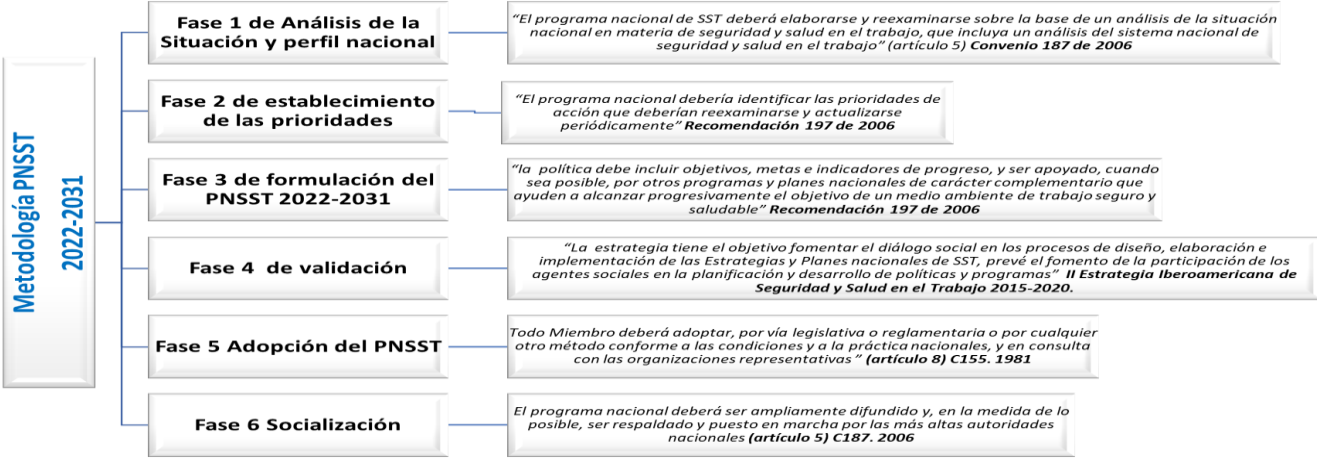 Metodología PNSST
2022-2031
Fase 1 de Análisis de la
Situación y perfil nacional
“El programa nacional de SST deberá elaborarse y reexaminarse sobre la base de un análisis de la situación
nacional en materia de seguridad y salud en el trabajo, que incluya un análisis del sistema nacional de
seguridad y salud en el trabajo” (artículo 5) Convenio 187 de 2006
Fase 2 de establecimiento
de las prioridades
“El programa nacional debería identificar las prioridades de
acción que deberían reexaminarse y actualizarse
periódicamente” Recomendación 197 de 2006
Fase 3 de formulación del
PNSST 2022-2031
“la política debe incluir objetivos, metas e indicadores de progreso, y ser apoyado, cuando
sea posible, por otros programas y planes nacionales de carácter complementario que
ayuden a alcanzar progresivamente el objetivo de un medio ambiente de trabajo seguro y
saludable” Recomendación 197 de 2006
Fase 4 de validación
“La estrategia tiene el objetivo fomentar el diálogo social en los procesos de diseño, elaboración e
implementación de las Estrategias y Planes nacionales de SST, prevé el fomento de la participación de los
agentes sociales en la planificación y desarrollo de políticas y programas” II Estrategia Iberoamericana de
Seguridad y Salud en el Trabajo 2015-2020.
Fase 5 Adopción del PNSST
Todo Miembro deberá adoptar, por vía legislativa o reglamentaria o por cualquier
otro método conforme a las condiciones y a la práctica nacionales, y en consulta
con las organizaciones representativas ” (artículo 8) C155. 1981
Fase 6 Socialización
El programa nacional deberá ser ampliamente difundido y, en la medida de lo
posible, ser respaldado y puesto en marcha por las más altas autoridades
nacionales (artículo 5) C187. 2006